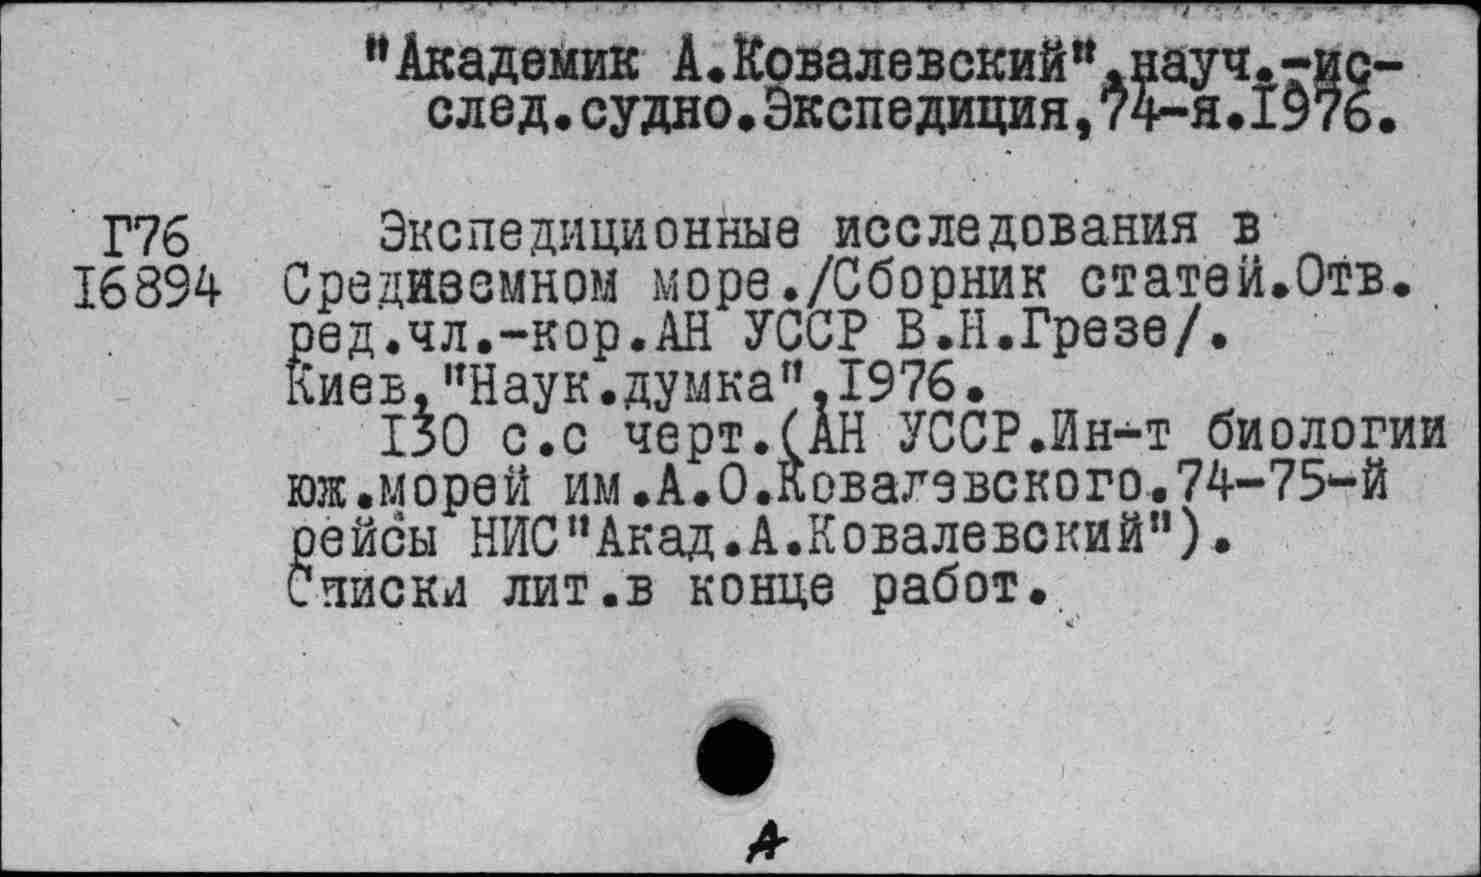 "Академик А.Ковалевский",науч.-ис-
след.судно.Экспедиция,74-я.1976.
Г76 Экспедиционные исследования в
16894 Средиземном море./Сборник статей.Отв.
ред.чл.-кор.АН УССР В.Н.Грезе/.
Киев,"Наук.думка",1976.
130 с.с черт.(АН УССР.Ин-т биологии
юж.морей им.А.О.Ковалевского.74-75-й
рейсы НИС"Акад.А.Ковалевский").
Списки лит.в конце работ.
А